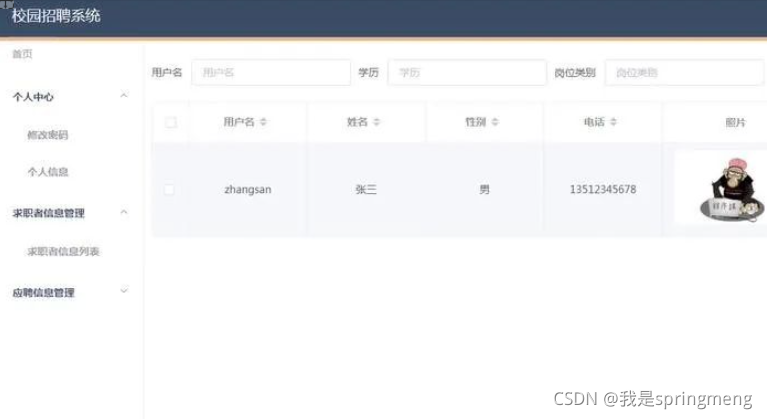 校园招聘系统
首页
用户名 用户名 学历 学历 岗位类别 岗位类别
个人中心
用户名 姓名 性别 电话 照片
修改密码
个人信息
zhangsan 张三 男 13512345678
求职者信息管理
求职者信息列表
应聘信息管理
CSDN @我是springmeng